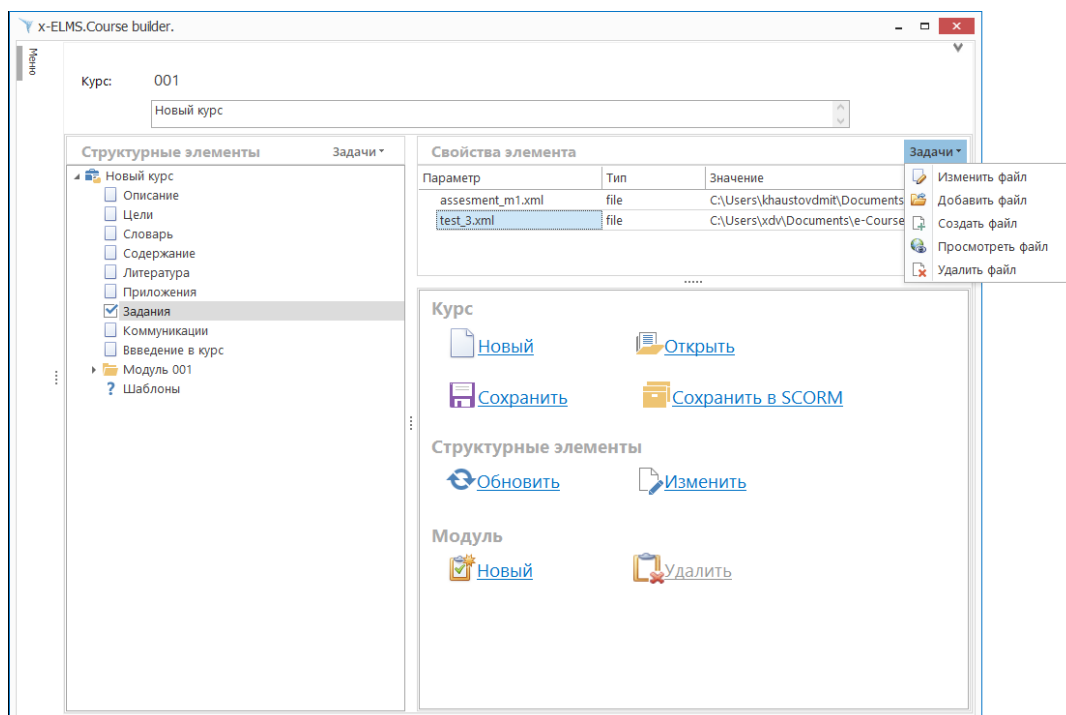 x-ELMS.Course builder.
Меню
Курс: 001
Новый курс
Структурные элементы Задачи
Новый курс
Описание
Цели
Словарь
Содержание
Литература
Приложения
Задания
Коммуникации
Ввведение в курс
Модуль 001
Шаблоны
Свойства элемента Задачи
Параметр Тип Значение
assesment_m1.xml file C:\Users\khaustovdmit\Documents
test_3.xml file C:\Users\xdv\Documents\e-Course
Изменить файл
Добавить файл
Создать файл
Просмотреть файл
Удалить файл
Курс
Новый Открыть
Сохранить Сохранить в SCORM
Структурные элементы
Обновить Изменить
Модуль
Новый Удалить